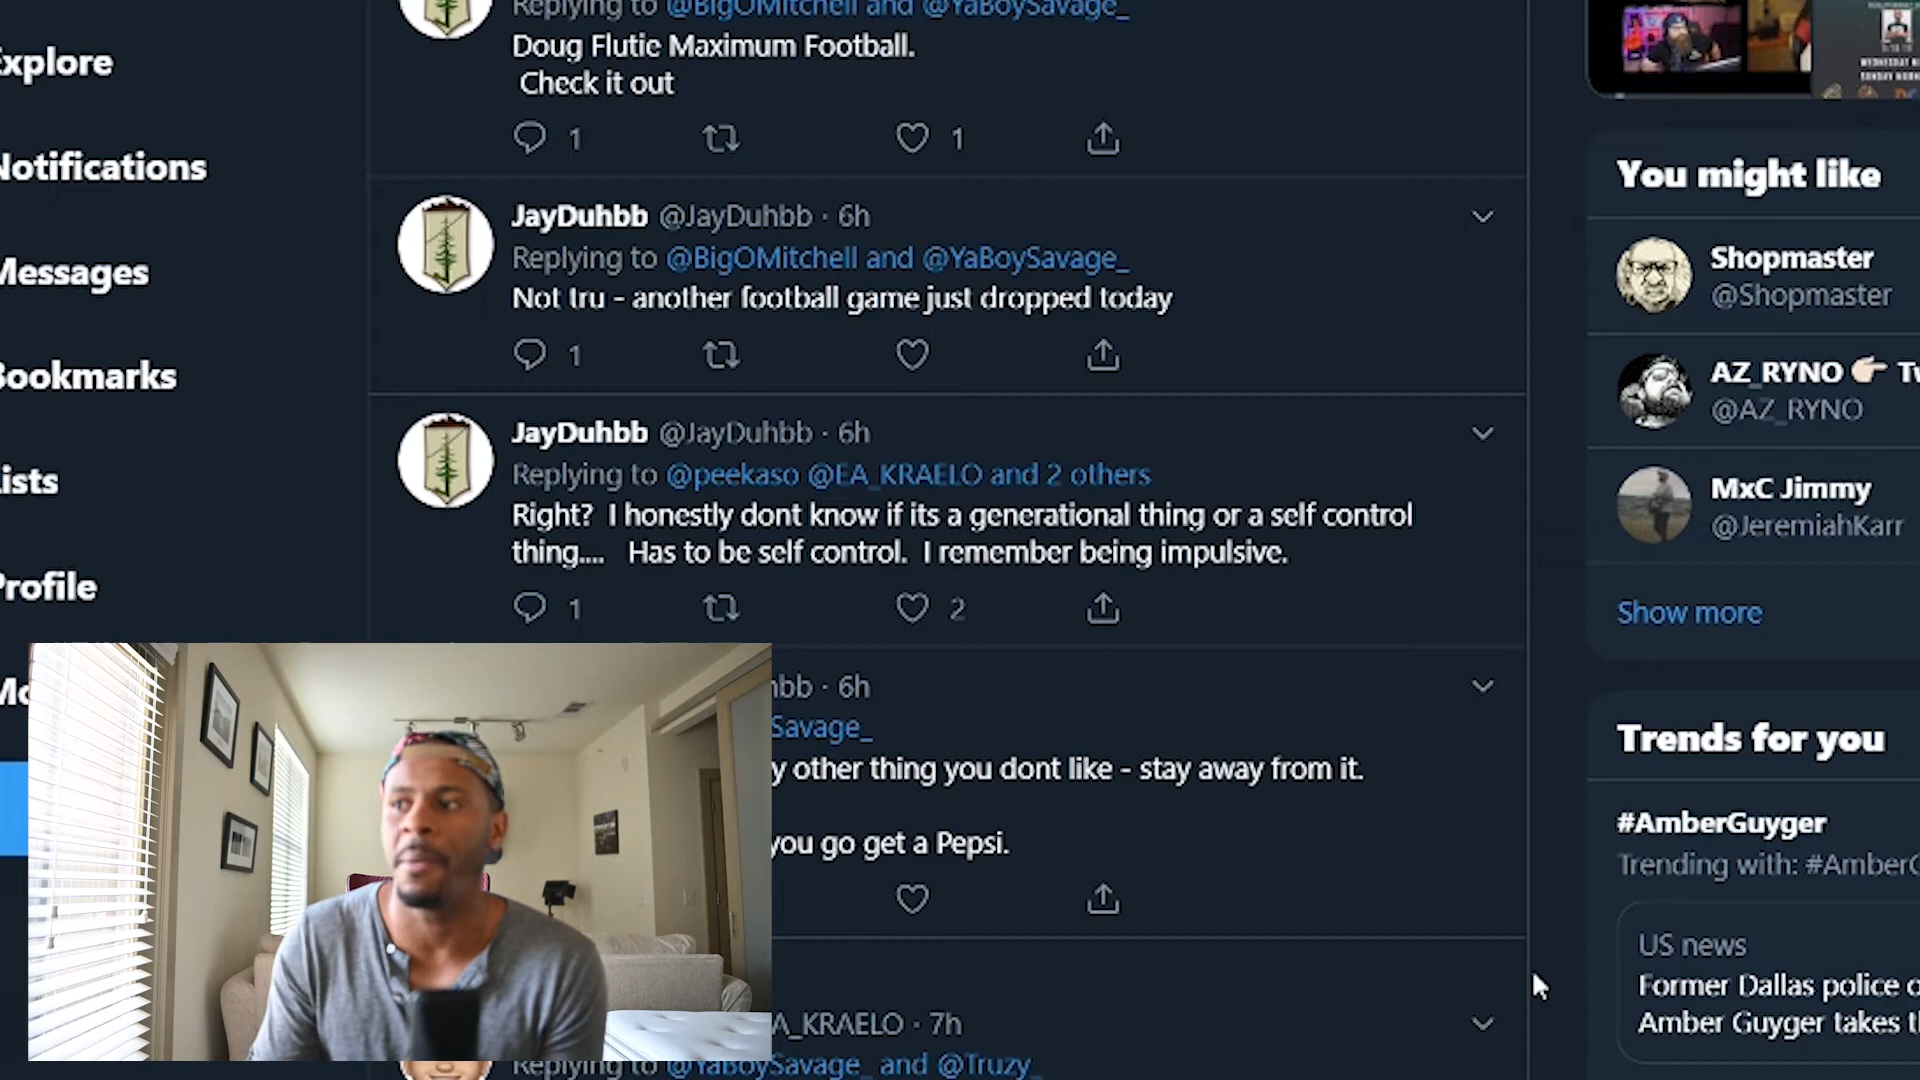 Explore
Notifications
Messages
Bookmarks
Lists
Profile
Replying to @BigOMitchell and @YaBoySavage_
Doug Flutie Maximum Football.
Check it out
1
1
JayDuhbb @JayDuhbb · 6h
Replying to @BigOMitchell and @YaBoySavage_
Not tru - another football game just dropped today
1
JayDuhbb @JayDuhbb · 6h
Replying to @peekaso @EA_KRAELO and 2 others
Right?  I honestly dont know if its a generational thing or a self control
thing....   Has to be self control.  I remember being impulsive.
1
2
hbb · 6h
Savage_
y other thing you dont like - stay away from it.
you go get a Pepsi.
A_KRAELO · 7h
Replying to @YaBoySavage_ and @Truzy_
You might like
Shopmaster
@Shopmaster
AZ_RYNO 👉 Tw
@AZ_RYNO
MxC Jimmy
@JeremiahKarr
Show more
Trends for you
#AmberGuyger
Trending with: #AmberG
US news
Former Dallas police o
Amber Guyger takes th